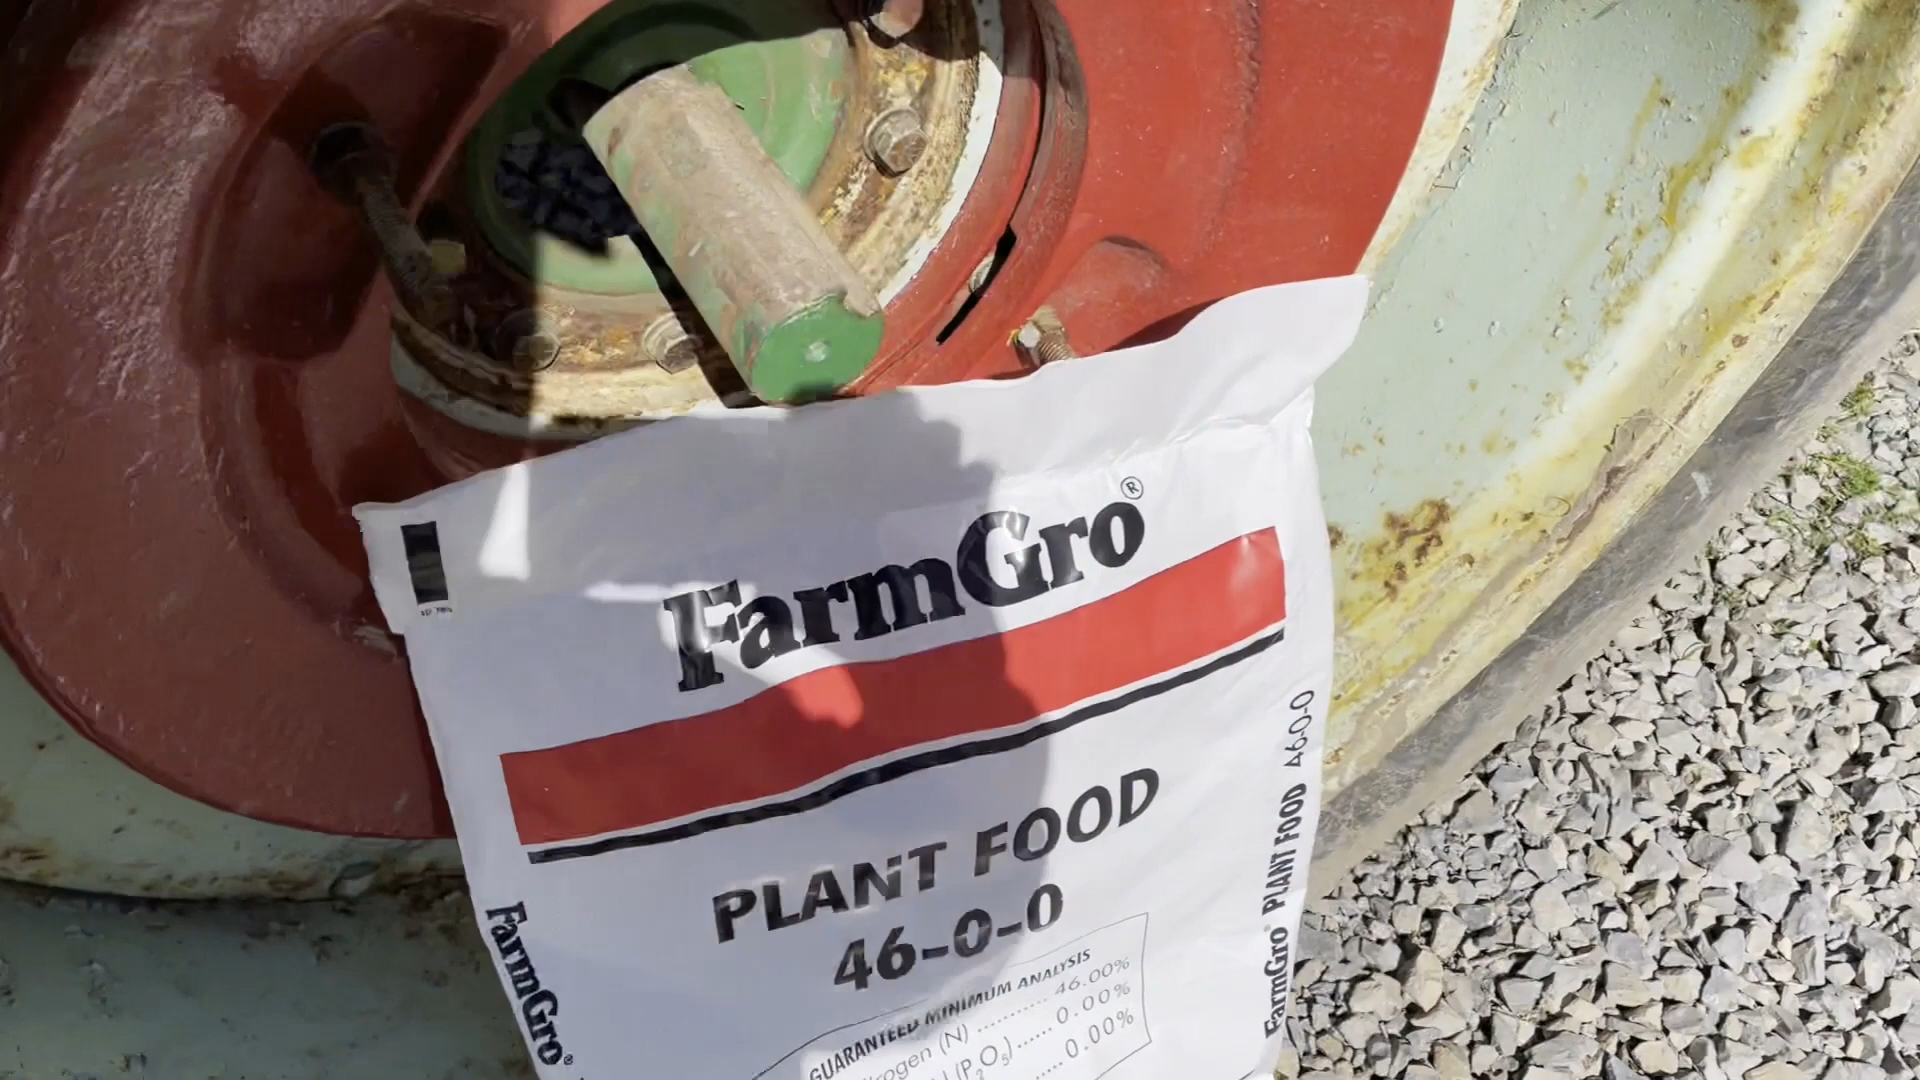 FarmGro®
PLANT FOOD
46-0-0
GUARANTEED MINIMUM ANALYSIS
(N) .......... 46.00%
(P₂O₅)...... 0.00%
..... 0.00%
FarmGro®
FarmGro® PLANT FOOD 46-0-0